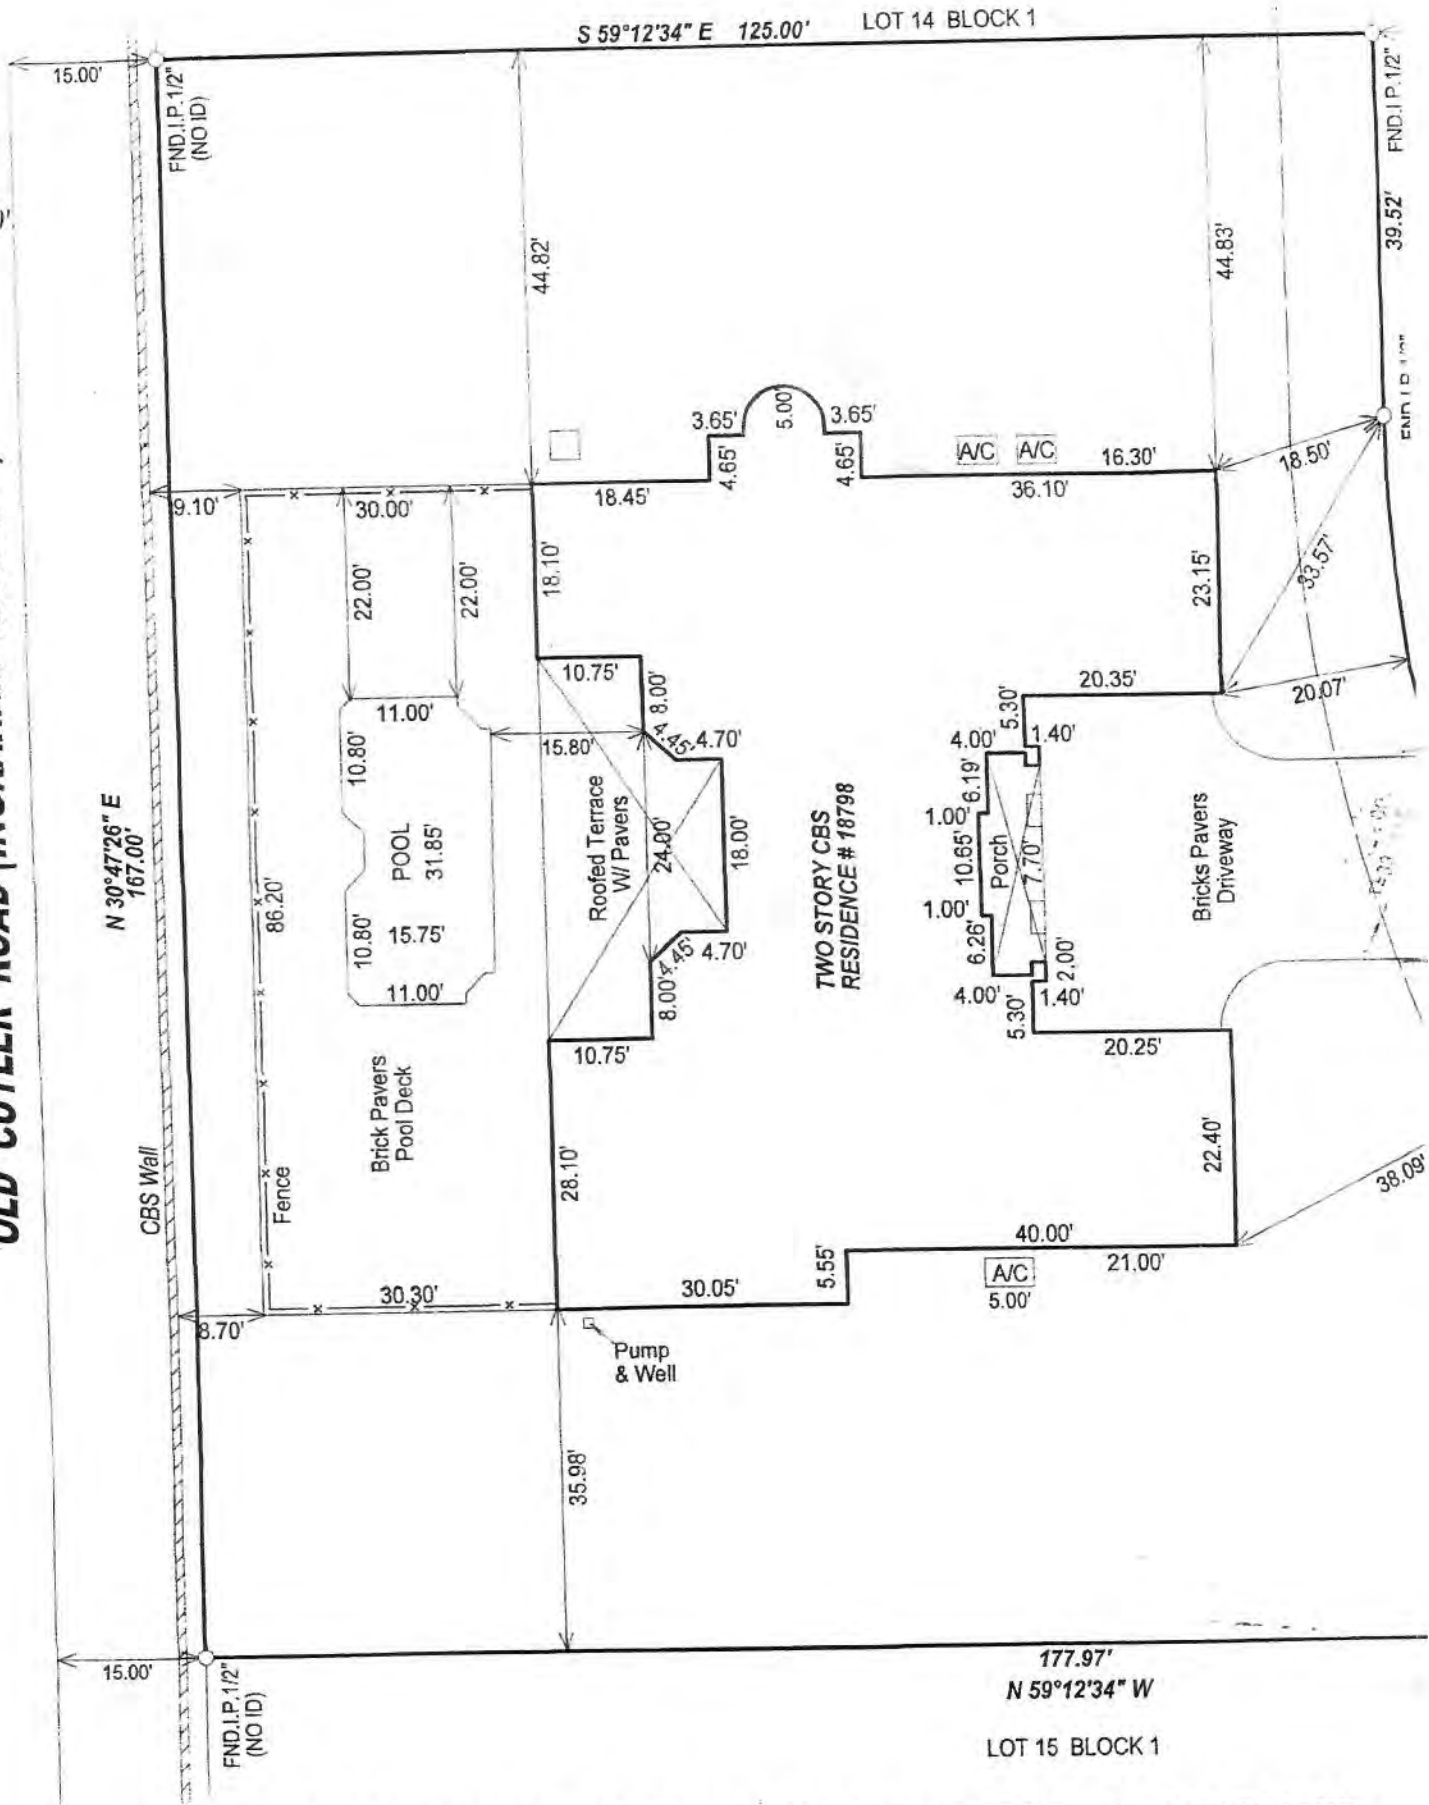 S 59°12'34" E 125.00'
LOT 14 BLOCK 1
15.00'
FND.I.P.1/2"
(NO ID)
FND.I.P.1/2"
39.52'
44.82'
44.83'
3.65'
5.00'
3.65'
4.65'
4.65'
A/C
A/C
16.30'
18.50'
18.45'
36.10'
9.10'
30.00'
18.10'
22.00'
22.00'
23.15'
33.57'
10.75'
8.00'
20.35'
20.07'
11.00'
5.30'
4.45'
4.70'
15.80'
4.00'
1.40'
10.80'
6.19'
N 30°47'26" E
167.00'
POOL
31.85'
Roofed Terrace
W/ Pavers
24.00'
18.00'
TWO STORY CBS
RESIDENCE # 18798
1.00'
10.65'
Porch
7.70'
Bricks Pavers
Driveway
86.20'
10.80'
15.75'
1.00'
6.26'
4.45'
4.70'
2.00'
11.00'
8.00'
4.00'
1.40'
5.30'
10.75'
20.25'
OLD CUTLER ROAD
Brick Pavers
Pool Deck
28.10'
22.40'
CBS Wall
Fence
38.09'
40.00'
5.55'
21.00'
A/C
5.00'
30.30'
30.05'
8.70'
Pump
& Well
35.98'
15.00'
FND.I.P.1/2"
(NO ID)
177.97'
N 59°12'34" W
LOT 15 BLOCK 1